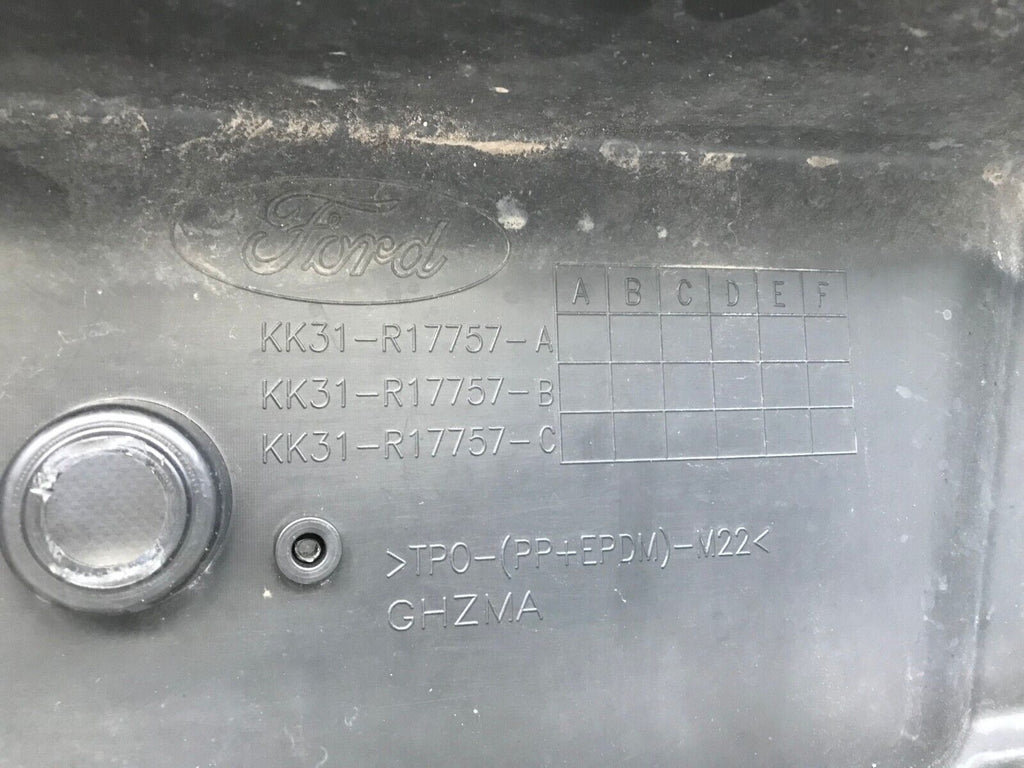 Ford
A B C D E F
KK31-R17757-A
KK31-R17757-B
KK31-R17757-C
>TPO-(PP+EPDM)-M22<
GHZMA